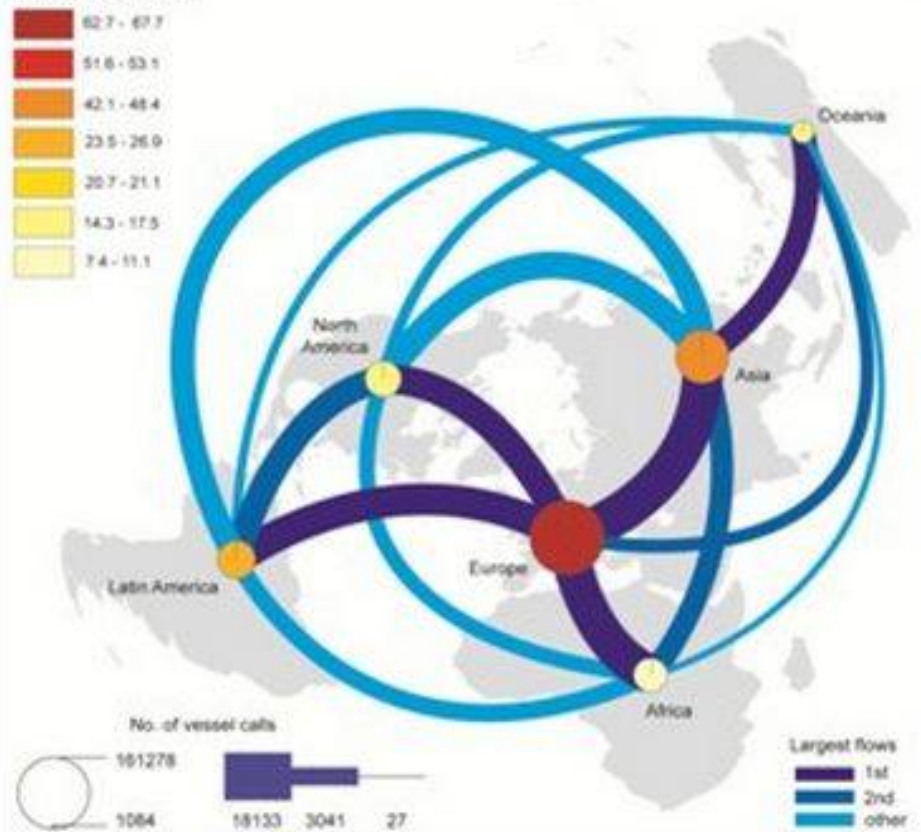 62.7 - 67.7
51.6 - 53.1
42.1 - 48.4
23.5 - 26.9
20.7 - 21.1
14.3 - 17.5
7.4 - 11.1
Oceania
North
America
Asia
Europe
Latin America
Africa
No. of vessel calls
161278
1084
18133 3041 27
Largest flows
1st
2nd
other